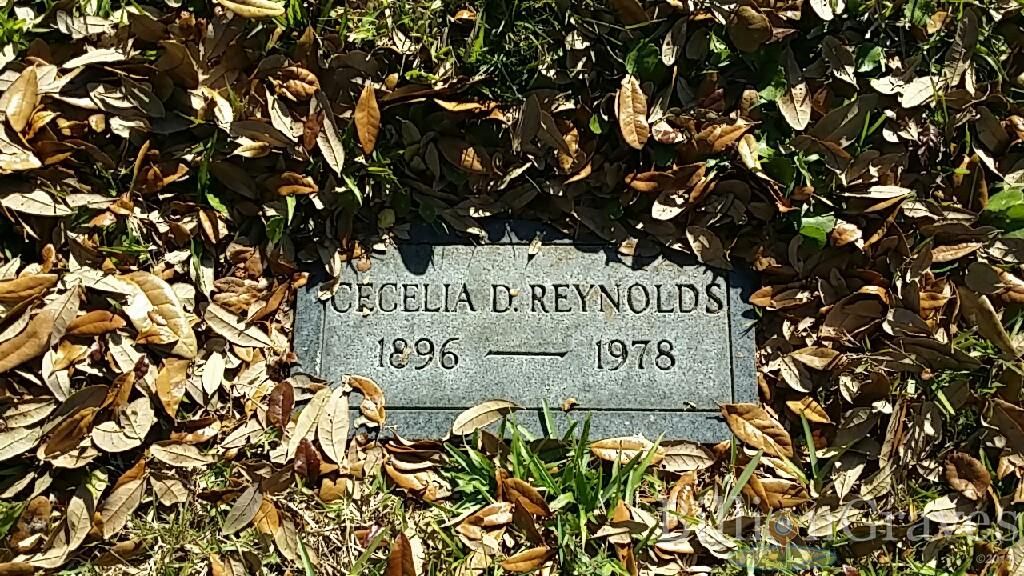 CECELIA D. REYNOLDS
1896 — 1978
BillionGraves